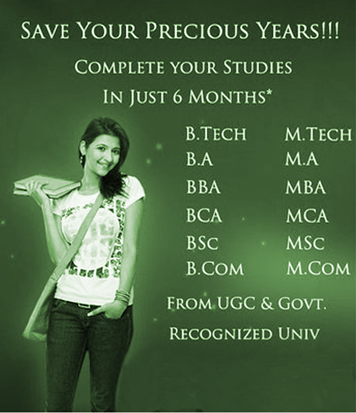 Save Your Precious Years!!!
Complete your Studies
In Just 6 Months*
B.Tech M.Tech
B.A M.A
BBA MBA
BCA MCA
BSc MSc
B.Com M.Com
From UGC & Govt.
Recognized Univ